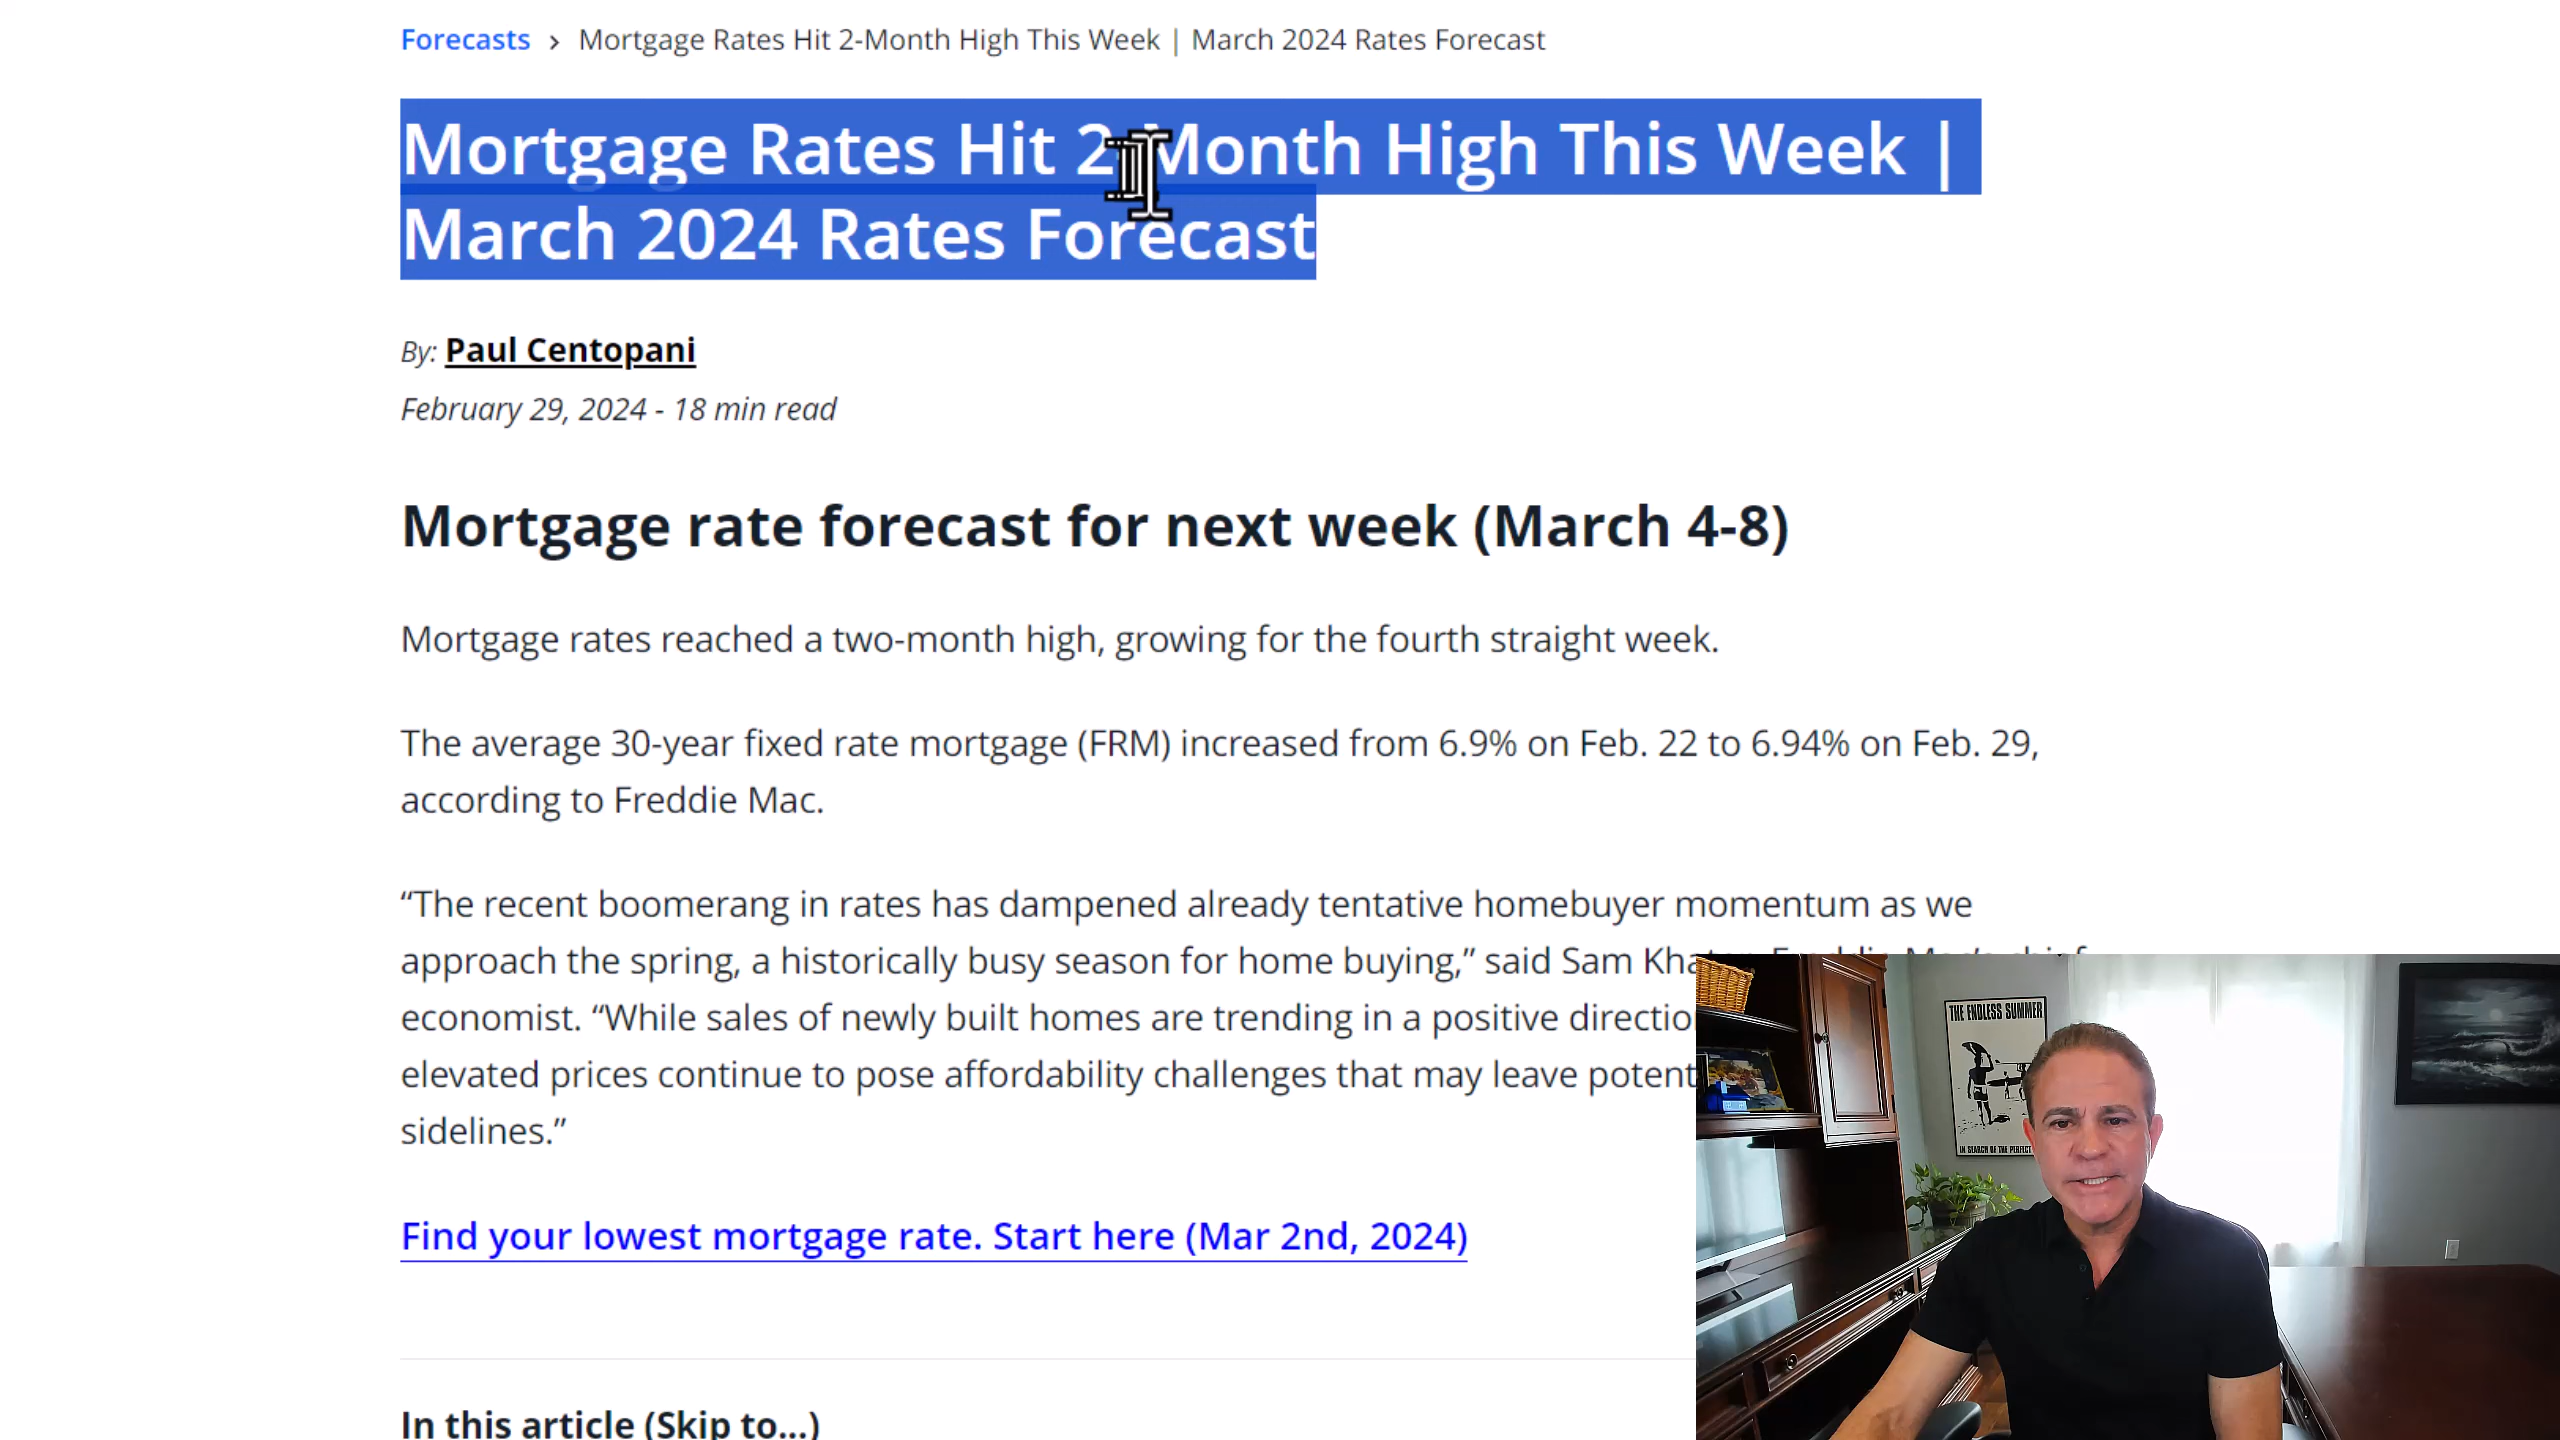 Forecasts › Mortgage Rates Hit 2-Month High This Week | March 2024 Rates Forecast
Mortgage Rates Hit 2-Month High This Week |
March 2024 Rates Forecast
By: Paul Centopani
February 29, 2024 - 18 min read
Mortgage rate forecast for next week (March 4-8)
Mortgage rates reached a two-month high, growing for the fourth straight week.
The average 30-year fixed rate mortgage (FRM) increased from 6.9% on Feb. 22 to 6.94% on Feb. 29,
according to Freddie Mac.
“The recent boomerang in rates has dampened already tentative homebuyer momentum as we
approach the spring, a historically busy season for home buying,” said Sam
economist. “While sales of newly built homes are trending in a positive
elevated prices continue to pose affordability challenges that may leave
sidelines.”
Find your lowest mortgage rate. Start here (Mar 2nd, 2024)
In this article (Skip to...)
THE ENDLESS SUMMER
IN SEARCH OF THE PERFECT